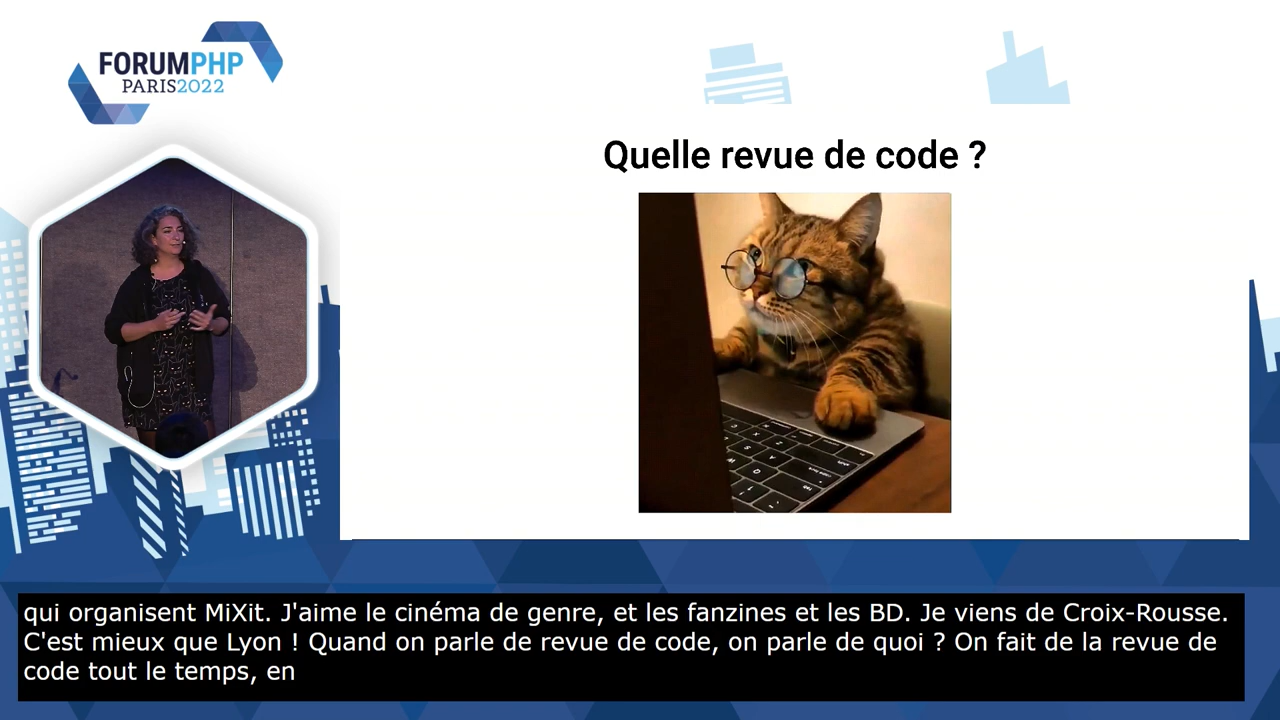 FORUMPHP
PARIS2022
Quelle revue de code ?
qui organisent MiXit. J'aime le cinéma de genre, et les fanzines et les BD. Je viens de Croix-Rousse.
C'est mieux que Lyon ! Quand on parle de revue de code, on parle de quoi ? On fait de la revue de
code tout le temps, en